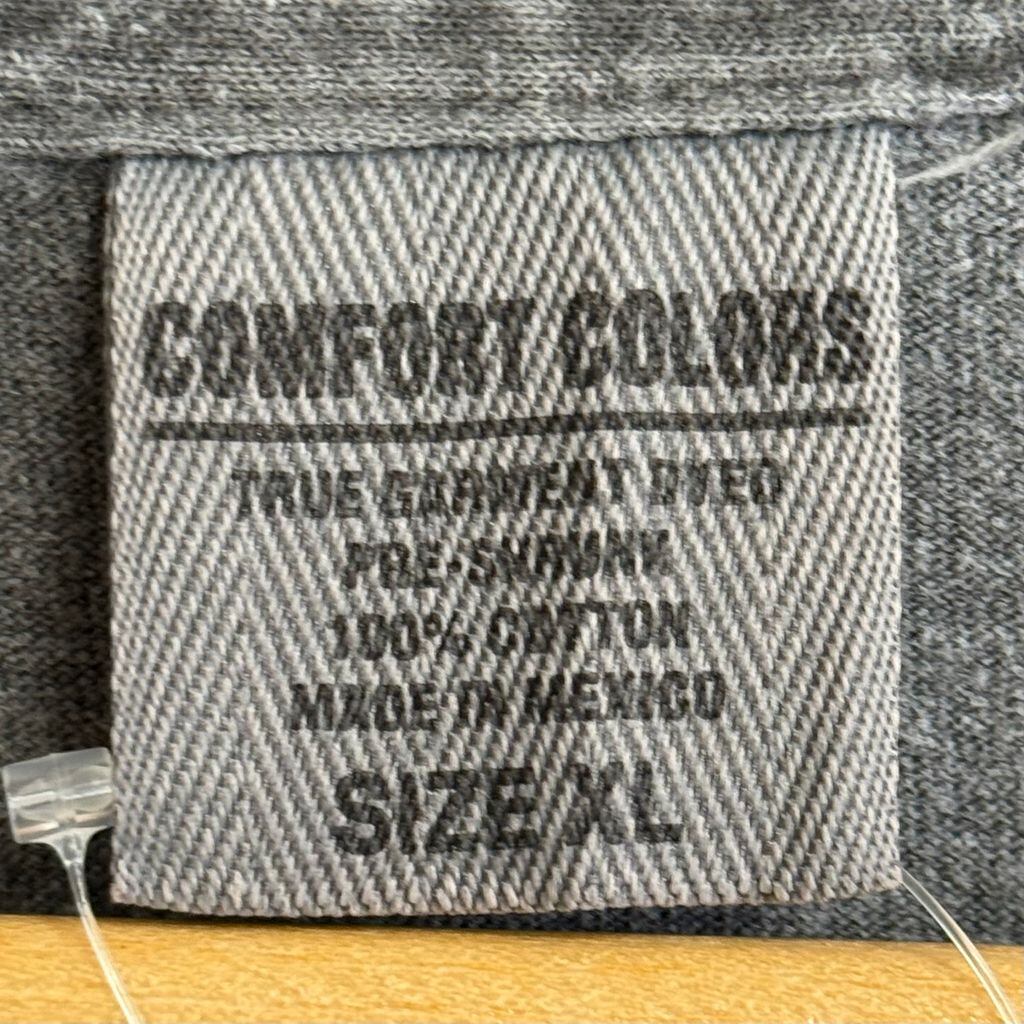 COMFORT COLORS
TRUE GARMENT DYED
PRE-SHRUNK
100% COTTON
MADE IN MEXICO
SIZE XL